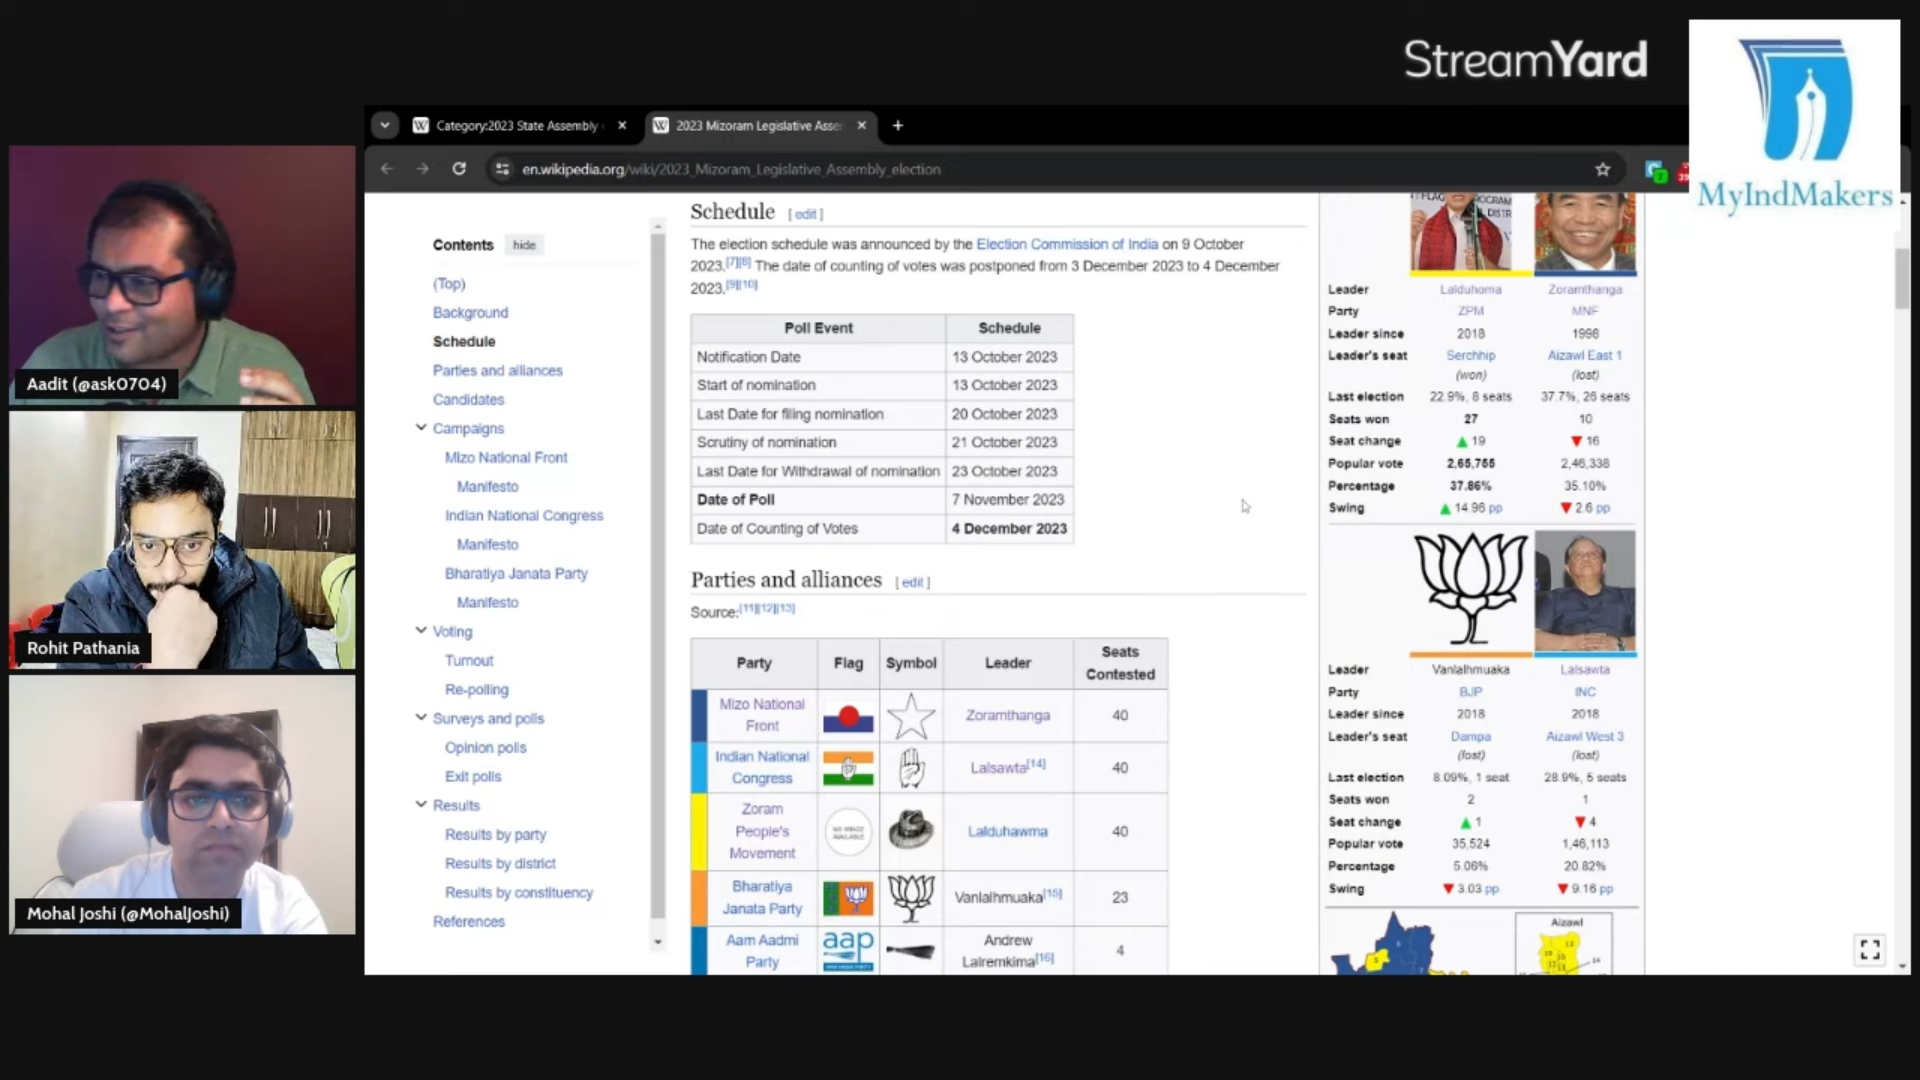 StreamYard
MyIndMakers
Category:2023 State Assembly
2023 Mizoram Legislative Asse
en.wikipedia.org/wiki/2023_Mizoram_Legislative_Assembly_election
Aadit (@ask0704)
Rohit Pathania
Mohal Joshi (@MohalJoshi)
Contents hide
(Top)
Background
Schedule
Parties and alliances
Candidates
Campaigns
Mizo National Front
Manifesto
Indian National Congress
Manifesto
Bharatiya Janata Party
Manifesto
Voting
Turnout
Re-polling
Surveys and polls
Opinion polls
Exit polls
Results
Results by party
Results by district
Results by constituency
References
Schedule [ edit ]
The election schedule was announced by the Election Commission of India on 9 October
2023.[7][8] The date of counting of votes was postponed from 3 December 2023 to 4 December
2023.[9][10]
Poll Event Schedule
Notification Date 13 October 2023
Start of nomination 13 October 2023
Last Date for filing nomination 20 October 2023
Scrutiny of nomination 21 October 2023
Last Date for Withdrawal of nomination 23 October 2023
Date of Poll 7 November 2023
Date of Counting of Votes 4 December 2023
Parties and alliances [ edit ]
Source:[11][12][13]
Party Flag Symbol Leader Seats Contested
Mizo National Front Zoramthanga 40
Indian National Congress Lalsawta[14] 40
Zoram People's Movement NO IMAGE AVAILABLE Lalduhawma 40
Bharatiya Janata Party Vanlalhmuaka[15] 23
Aam Aadmi Party aap Andrew Lalremkima[16] 4
Leader Lalduhoma Zoramthanga
Party ZPM MNF
Leader since 2018 1998
Leader's seat Serchhip (won) Aizawl East 1 (lost)
Last election 22.9%, 8 seats 37.7%, 26 seats
Seats won 27 10
Seat change 19 16
Popular vote 2,65,755 2,46,338
Percentage 37.86% 35.10%
Swing 14.96 pp 2.6 pp
Leader Vanlalhmuaka Lalsawta
Party BJP INC
Leader since 2018 2018
Leader's seat Dampa (lost) Aizawl West 3 (lost)
Last election 8.09%, 1 seat 28.9%, 5 seats
Seats won 2 1
Seat change 1 4
Popular vote 35,524 1,46,113
Percentage 5.06% 20.82%
Swing 3.03 pp 9.16 pp
Aizawl